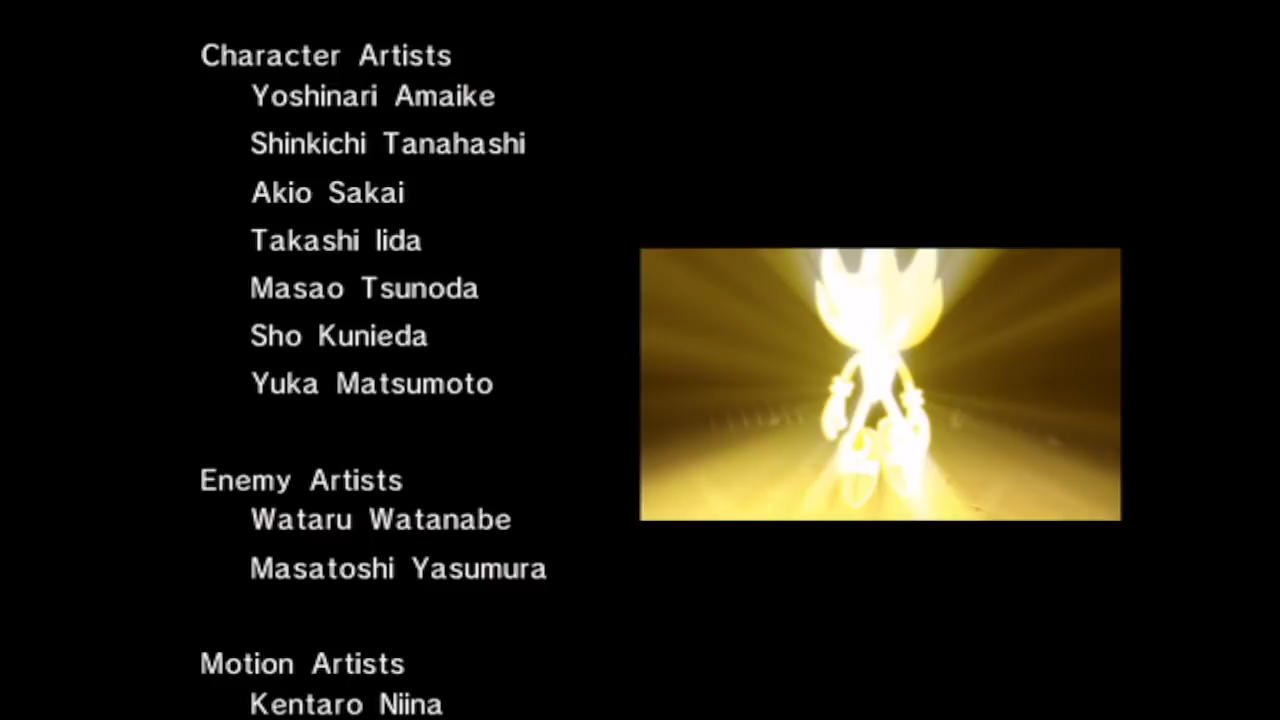 Character Artists
Yoshinari Amaike
Shinkichi Tanahashi
Akio Sakai
Takashi Iida
Masao Tsunoda
Sho Kunieda
Yuka Matsumoto
Enemy Artists
Wataru Watanabe
Masatoshi Yasumura
Motion Artists
Kentaro Niina